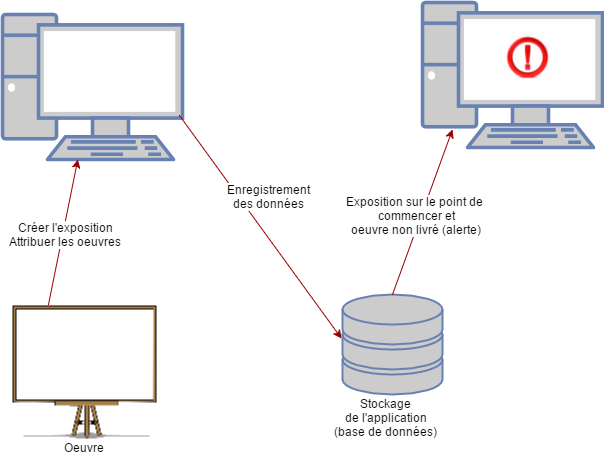 Enregistrement
des données
Exposition sur le point de
commencer et
oeuvre non livré (alerte)
Créer l'exposition
Attribuer les oeuvres
Stockage
de l'application
(base de données)
Oeuvre